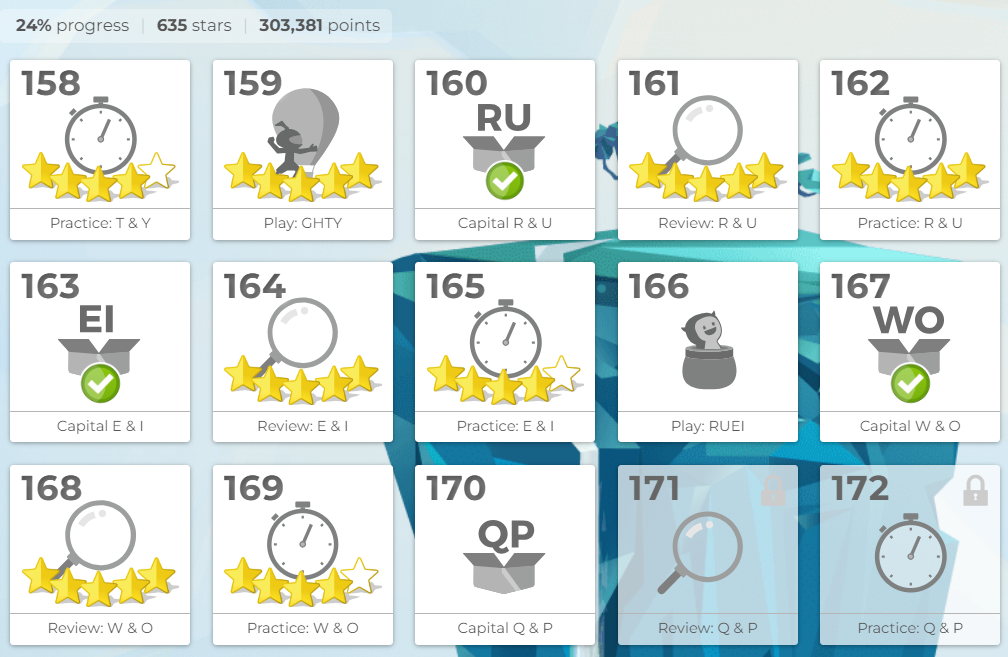 24% progress | 635 stars | 303,381 points
158
Practice: T & Y
159
Play: GHTY
160
RU
Capital R & U
161
Review: R & U
162
Practice: R & U
163
EI
Capital E & I
164
Review: E & I
165
Practice: E & I
166
Play: RUEI
167
WO
Capital W & O
168
Review: W & O
169
Practice: W & O
170
QP
Capital Q & P
171
Review: Q & P
172
Practice: Q & P